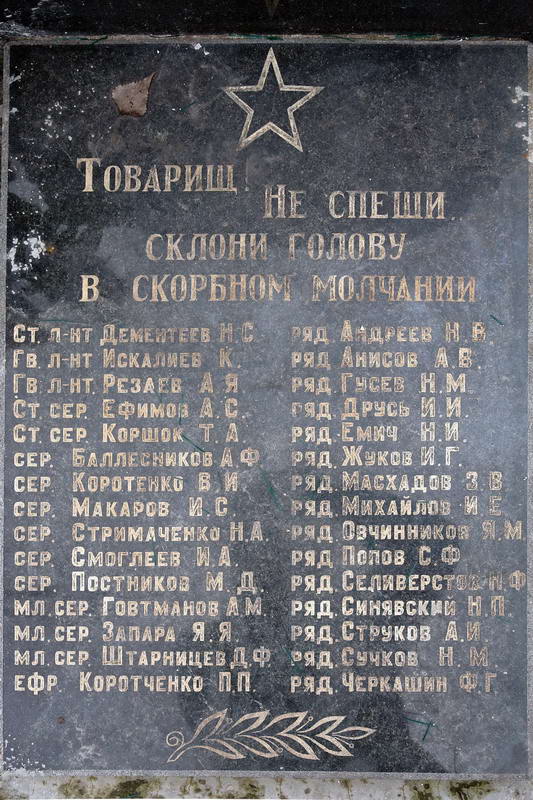 Товарищ! Не спеши..
склони голову
в скорбном молчании
Ст. л-нт Дементеев Н.С.
Гв. л-нт Искалиев К.
Гв. л-нт Резаев А.Я
Ст. сер. Ефимов А.С.
Ст. сер. Коршок Т.А
сер. Баллесников А.Ф
сер. Коротенко В.И
сер. Макаров И.С.
сер. Стримаченко Н.А.
сер. Смоглеев И.А.
сер. Постников М.Д.
мл. сер. Говтманов А.М
мл. сер. Запара Я.Я
мл. сер. Штарницев Д.Ф
ефр. Коротченко П.П.
ряд. Андреев Н.В.
ряд. Анисов А.В
ряд. Гусев Н.М.
ряд. Друсь И.И.
ряд. Емич Н.И
ряд. Жуков И.Г.
ряд. Масхадов З.В
ряд. Михайлов И.Е
ряд. Овчинников Я.М
ряд. Попов С.Ф
ряд. Селиверстов Н.Ф
ряд. Синявский Н.П
ряд. Струков А.И
ряд. Сучков Н.М
ряд. Черкашин Ф.Г